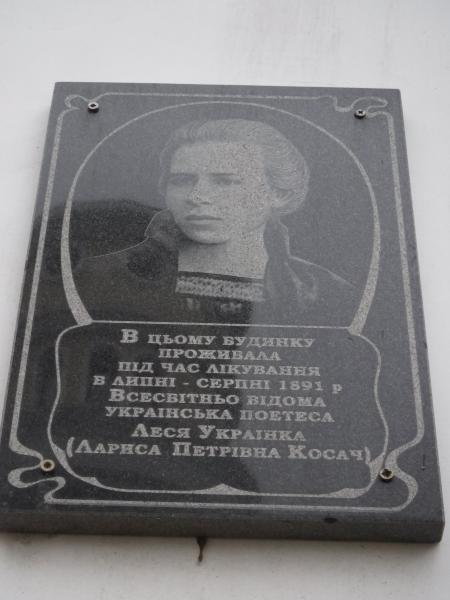 В цьому будинку
проживала
під час лікування
в липні - серпні 1891 р
Всесвітньо відома
українська поетеса
Леся Українка
(Лариса Петрівна Косач)